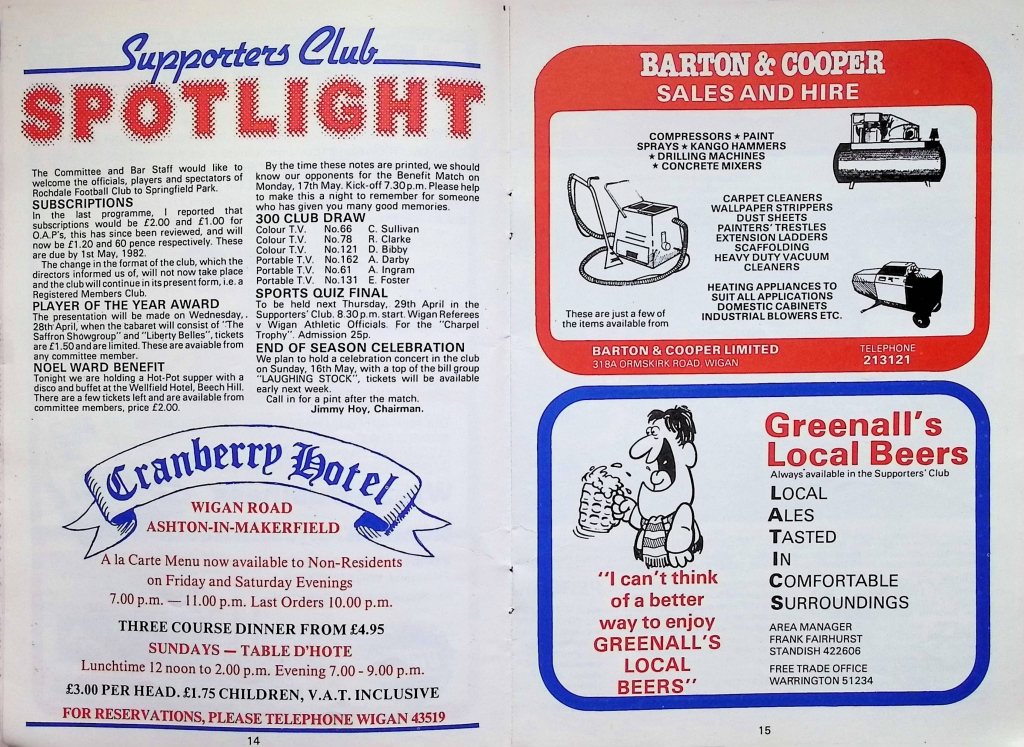 Supporters Club
SPOTLIGHT
The Committee and Bar Staff would like to
welcome the officials, players and spectators of
Rochdale Football Club to Springfield Park.
SUBSCRIPTIONS
In the last programme, I reported that
subscriptions would be £2.00 and £1.00 for
O.A.P's, this has since been reviewed, and will
now be £1.20 and 60 pence respectively. These
are due by 1st May, 1982.
The change in the format of the club, which the
directors informed us of, will not now take place
and the club will continue in its present form, i.e. a
Registered Members Club.
PLAYER OF THE YEAR AWARD
The presentation will be made on Wednesday,
28th April, when the cabaret will consist of "The
Saffron Showgroup" and "Liberty Belles", tickets
are £1.50 and are limited. These are avaiable from
any committee member.
NOEL WARD BENEFIT
Tonight we are holding a Hot-Pot supper with a
disco and buffet at the Wellfield Hotel, Beech Hill.
There are a few tickets left and are available from
committee members, price £2.00.
By the time these notes are printed, we should
know our opponents for the Benefit Match on
Monday, 17th May. Kick-off 7.30 p.m. Please help
to make this a night to remember for someone
who has given you many good memories.
300 CLUB DRAW
Colour T.V. No.66 C. Sullivan
Colour T.V. No.78 R. Clarke
Colour T.V. No.121 D. Bibby
Portable T.V. No.162 A. Darby
Portable T.V. No.61 A. Ingram
Portable T.V. No.131 E. Foster
SPORTS QUIZ FINAL
To be held next Thursday, 29th April in the
Supporters' Club. 8.30 p.m. start. Wigan Referees
v Wigan Athletic Officials. For the "Charpel
Trophy". Admission 25p.
END OF SEASON CELEBRATION
We plan to hold a celebration concert in the club
on Sunday, 16th May, with a top of the bill group
"LAUGHING STOCK", tickets will be available
early next week.
Call in for a pint after the match.
Jimmy Hoy, Chairman.
Cranberry Hotel
WIGAN ROAD
ASHTON-IN-MAKERFIELD
A la Carte Menu now available to Non-Residents
on Friday and Saturday Evenings
7.00 p.m. — 11.00 p.m. Last Orders 10.00 p.m.
THREE COURSE DINNER FROM £4.95
SUNDAYS — TABLE D'HOTE
Lunchtime 12 noon to 2.00 p.m. Evening 7.00 - 9.00 p.m.
£3.00 PER HEAD. £1.75 CHILDREN, V.A.T. INCLUSIVE
FOR RESERVATIONS, PLEASE TELEPHONE WIGAN 43519
14
BARTON & COOPER
SALES AND HIRE
COMPRESSORS ★ PAINT
SPRAYS ★ KANGO HAMMERS
★ DRILLING MACHINES
★ CONCRETE MIXERS
CARPET CLEANERS
WALLPAPER STRIPPERS
DUST SHEETS
PAINTERS' TRESTLES
EXTENSION LADDERS
SCAFFOLDING
HEAVY DUTY VACUUM
CLEANERS
HEATING APPLIANCES TO
SUIT ALL APPLICATIONS
DOMESTIC CABINETS
INDUSTRIAL BLOWERS ETC.
These are just a few of
the items available from
BARTON & COOPER LIMITED
318A ORMSKIRK ROAD, WIGAN
TELEPHONE
213121
Greenall's
Local Beers
Always available in the Supporters' Club
LOCAL
ALES
TASTED
IN
COMFORTABLE
SURROUNDINGS
"I can't think
of a better
way to enjoy
GREENALL'S
LOCAL
BEERS"
AREA MANAGER
FRANK FAIRHURST
STANDISH 422606
FREE TRADE OFFICE
WARRINGTON 51234
15